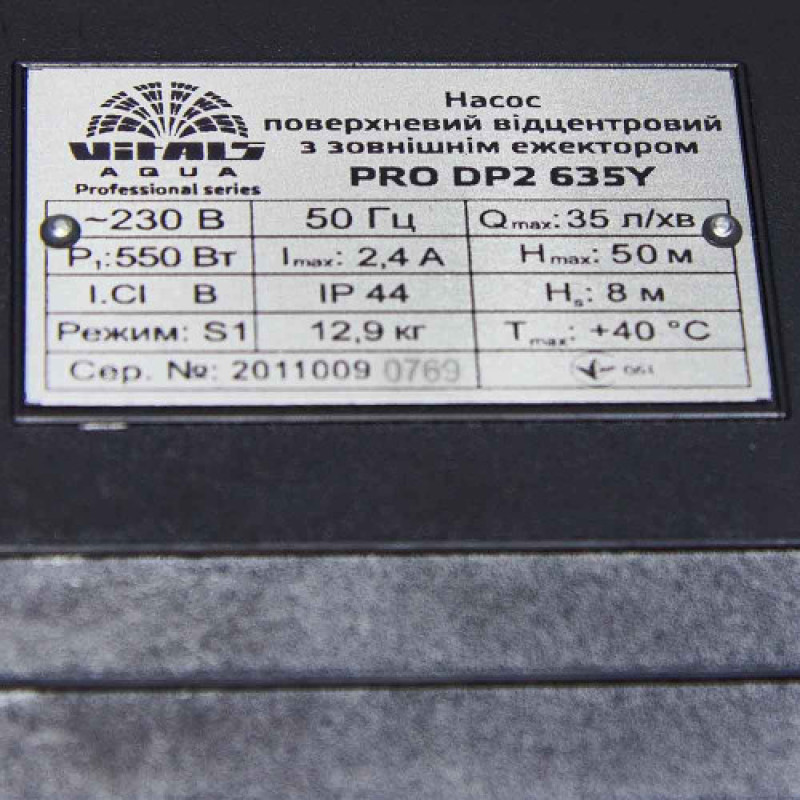 VITALS
AQUA
Professional series
Насос
поверхневий відцентровий
з зовнішнім ежектором
PRO DP2 635Y
~230 В 50 Гц Qmax: 35 л/хв
P₁:550 Вт Imax: 2,4 А Hmax: 50 м
I.Cl B IP 44 Hs: 8 м
Режим: S1 12,9 кг Tmax: +40 °C
Сер. №: 2011009 0769